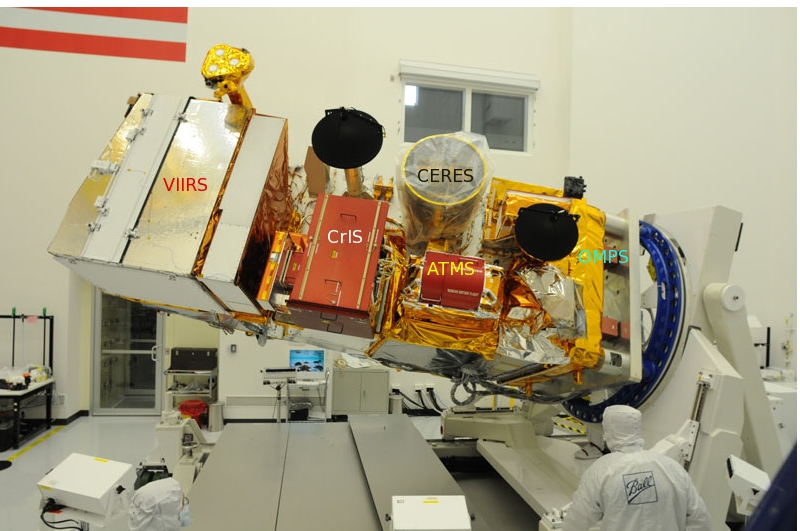 VIIRS
CERES
CrIS
ATMS
OMPS
Ball